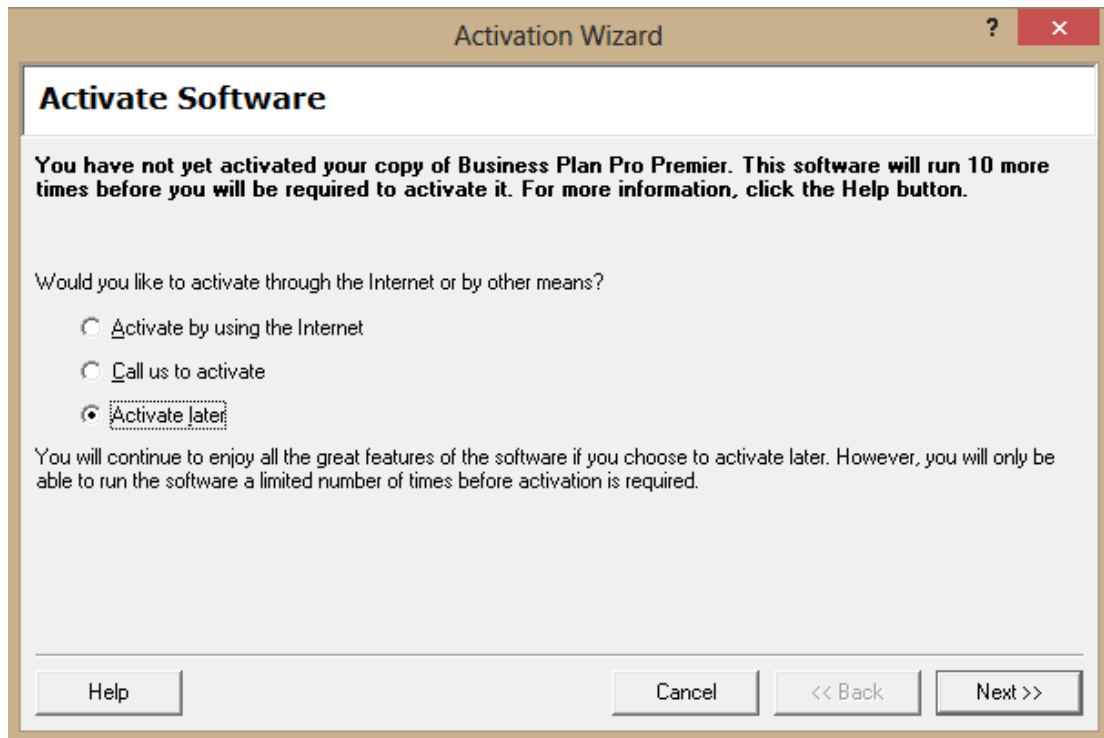 Activation Wizard
?
×
Activate Software
You have not yet activated your copy of Business Plan Pro Premier. This software will run 10 more
times before you will be required to activate it. For more information, click the Help button.
Would you like to activate through the Internet or by other means?
Activate by using the Internet
Call us to activate
Activate later
You will continue to enjoy all the great features of the software if you choose to activate later. However, you will only be
able to run the software a limited number of times before activation is required.
Help
Cancel
<< Back
Next >>